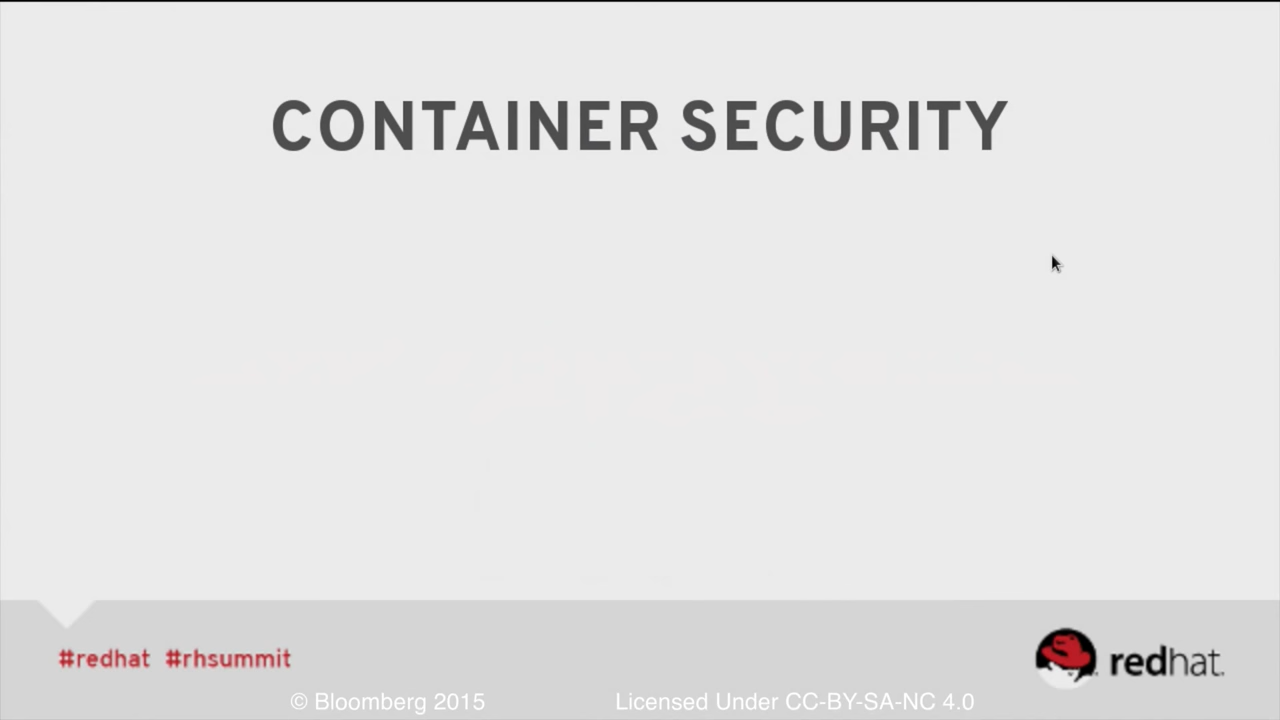 CONTAINER SECURITY
#redhat #rhsummit
redhat.
© Bloomberg 2015 Licensed Under CC-BY-SA-NC 4.0